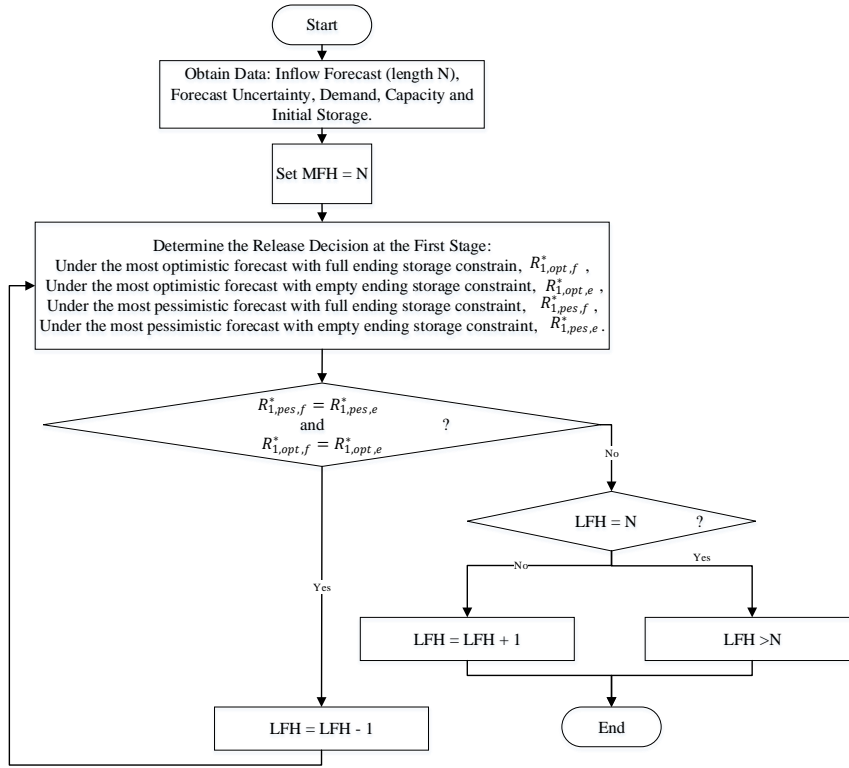 Start
Obtain Data: Inflow Forecast (length N),
Forecast Uncertainty, Demand, Capacity and
Initial Storage.
Set MFH = N
Determine the Release Decision at the First Stage:
Under the most optimistic forecast with full ending storage constrain, R*1,opt,f ,
Under the most optimistic forecast with empty ending storage constraint, R*1,opt,e ,
Under the most pessimistic forecast with full ending storage constraint, R*1,pes,f ,
Under the most pessimistic forecast with empty ending storage constraint, R*1,pes,e .
R*1,pes,f = R*1,pes,e
and ?
R*1,opt,f = R*1,opt,e
No
LFH = N ?
No
Yes
Yes
LFH = LFH + 1
LFH >N
LFH = LFH - 1
End